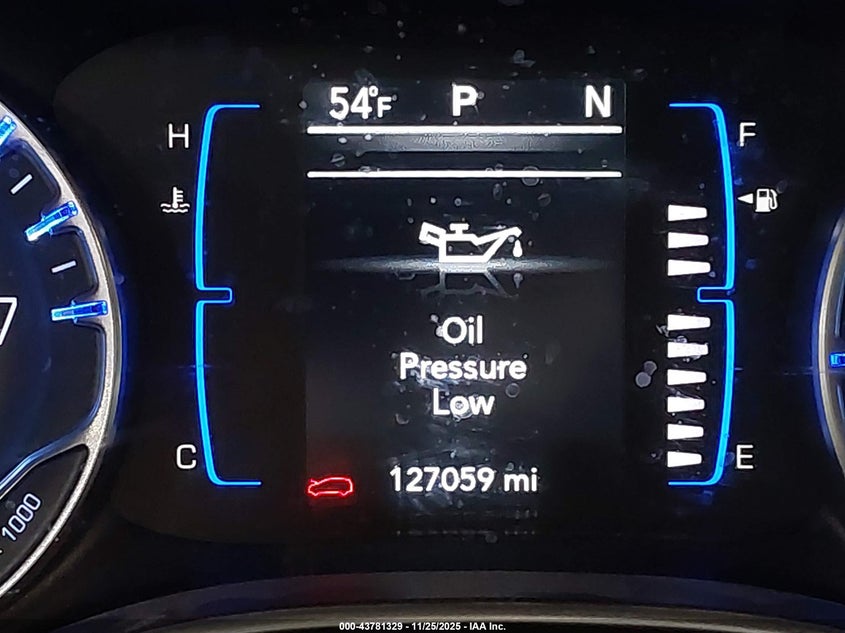 54°F P N
H F
Oil
Pressure
Low
C E
127059 mi
1000
000-43781329 - 11/25/2025 - IAA Inc.